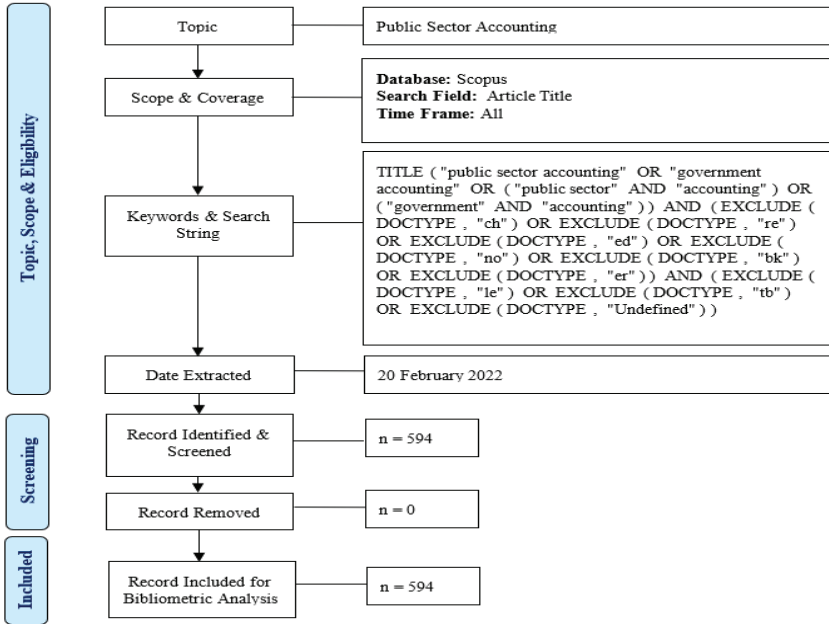 Topic, Scope & Eligibility
Topic
Public Sector Accounting
Scope & Coverage
Database: Scopus
Search Field: Article Title
Time Frame: All
Keywords & Search
String
TITLE ( "public sector accounting" OR "government
accounting" OR ( "public sector" AND "accounting" ) OR
( "government" AND "accounting" ) ) AND ( EXCLUDE (
DOCTYPE , "ch" ) OR EXCLUDE ( DOCTYPE , "re" )
OR EXCLUDE ( DOCTYPE , "ed" ) OR EXCLUDE (
DOCTYPE , "no" ) OR EXCLUDE ( DOCTYPE , "bk" )
OR EXCLUDE ( DOCTYPE , "er" ) ) AND ( EXCLUDE (
DOCTYPE , "le" ) OR EXCLUDE ( DOCTYPE , "tb" )
OR EXCLUDE ( DOCTYPE , "Undefined" ) )
Date Extracted
20 February 2022
Screening
Record Identified &
Screened
n = 594
Record Removed
n = 0
Included
Record Included for
Bibliometric Analysis
n = 594